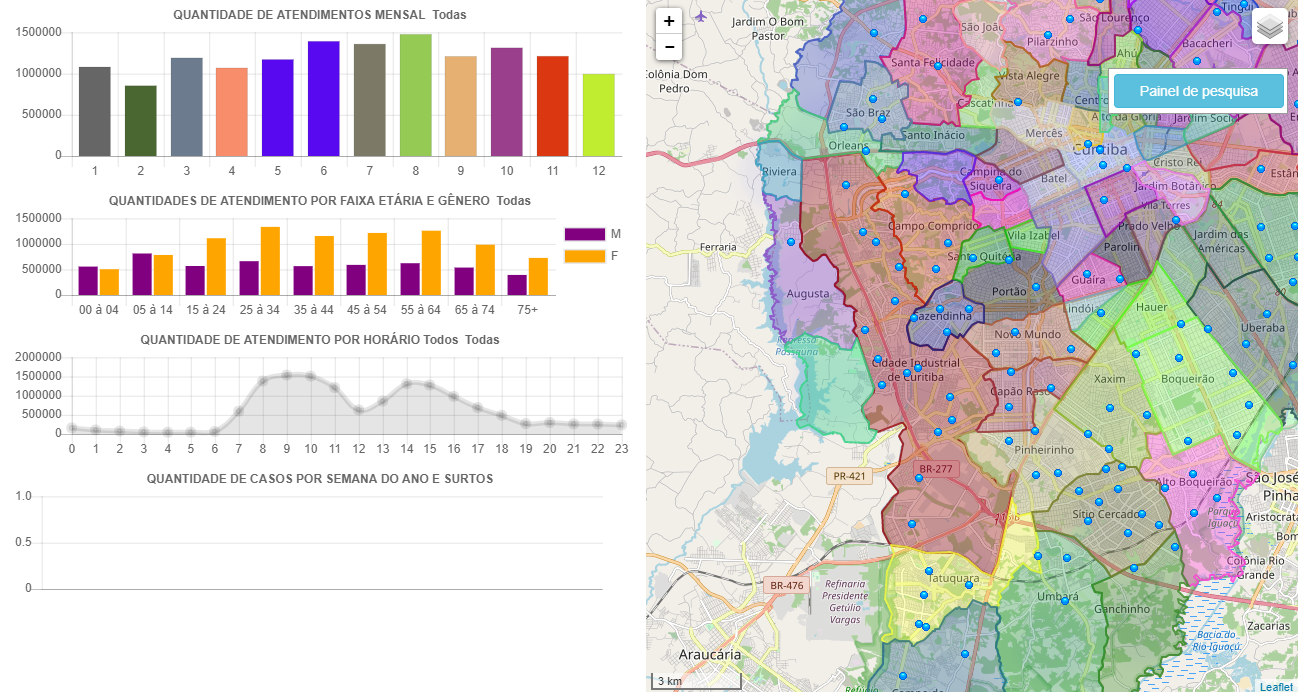 QUANTIDADE DE ATENDIMENTOS MENSAL  Todas
1500000
1000000
500000
0
1 2 3 4 5 6 7 8 9 10 11 12
QUANTIDADES DE ATENDIMENTO POR FAIXA ETÁRIA E GÊNERO  Todas
1500000
1000000
500000
0
M
F
00 à 04 05 à 14 15 à 24 25 à 34 35 à 44 45 à 54 55 à 64 65 à 74 75+
QUANTIDADE DE ATENDIMENTO POR HORÁRIO Todos  Todas
2000000
1500000
1000000
500000
0
0 1 2 3 4 5 6 7 8 9 10 11 12 13 14 15 16 17 18 19 20 21 22 23
QUANTIDADE DE CASOS POR SEMANA DO ANO E SURTOS
1.0
0.5
0
+
−
Painel de pesquisa
Jardim O Bom
Pastor
São João
São Lourenço
Tingui
Pilarzinho
Bacacheri
Ahú
Santa Felicidade
Vista Alegre
Colônia Dom
Pedro
Cascatinha
São Braz
Alto da Glória
Jardim Social
Santo Inácio
Mercês
Orleans
Curitiba
Cristo Rei
Riviera
Campina do
Siqueira
Batel
Jardim Botânico
Vila Torres
84
Campo Comprido
Prado Velho
Jardim das
Américas
Ferraria
Vila Izabel
Parolin
Santa Quitéria
Augusta
Portão
Guaíra
80
Fazendinha
Lindóia
Hauer
Uberaba
Novo Mundo
Represa
Passaúna
Cidade Industrial
de Curitiba
Xaxim
Boqueirão
Capão Raso
Pinheirinho
PR-421
BR-277
Alto Boqueirão
São José
Pinha
116
Sítio Cercado
Parque
Iguaçu
Aristocrata
Bom
Colônia Rio
Grande
BR-476
Refinaria
Presidente
Getúlio
Vargas
Tatuquara
Umbará
Ganchinho
Zacarias
Bacia do
Rio Iguaçu
Araucária
3 km
Leaflet